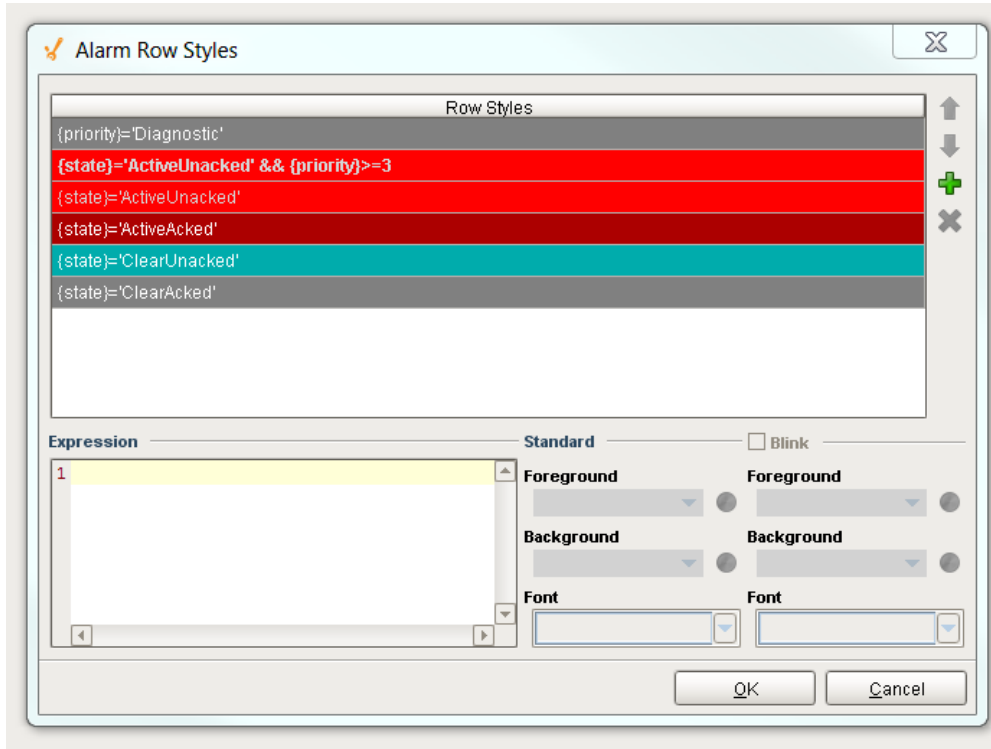 Alarm Row Styles
Row Styles
{priority}='Diagnostic'
{state}='ActiveUnacked' && {priority}>=3
{state}='ActiveUnacked'
{state}='ActiveAcked'
{state}='ClearUnacked'
{state}='ClearAcked'
Expression
1
Standard
Blink
Foreground
Foreground
Background
Background
Font
Font
OK
Cancel